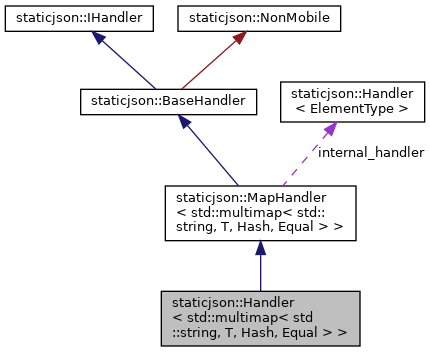 staticjson::IHandler
staticjson::NonMobile
staticjson::BaseHandler
staticjson::Handler
< ElementType >
internal_handler
staticjson::MapHandler
< std::multimap< std::
string, T, Hash, Equal > >
staticjson::Handler
< std::multimap< std
::string, T, Hash, Equal > >